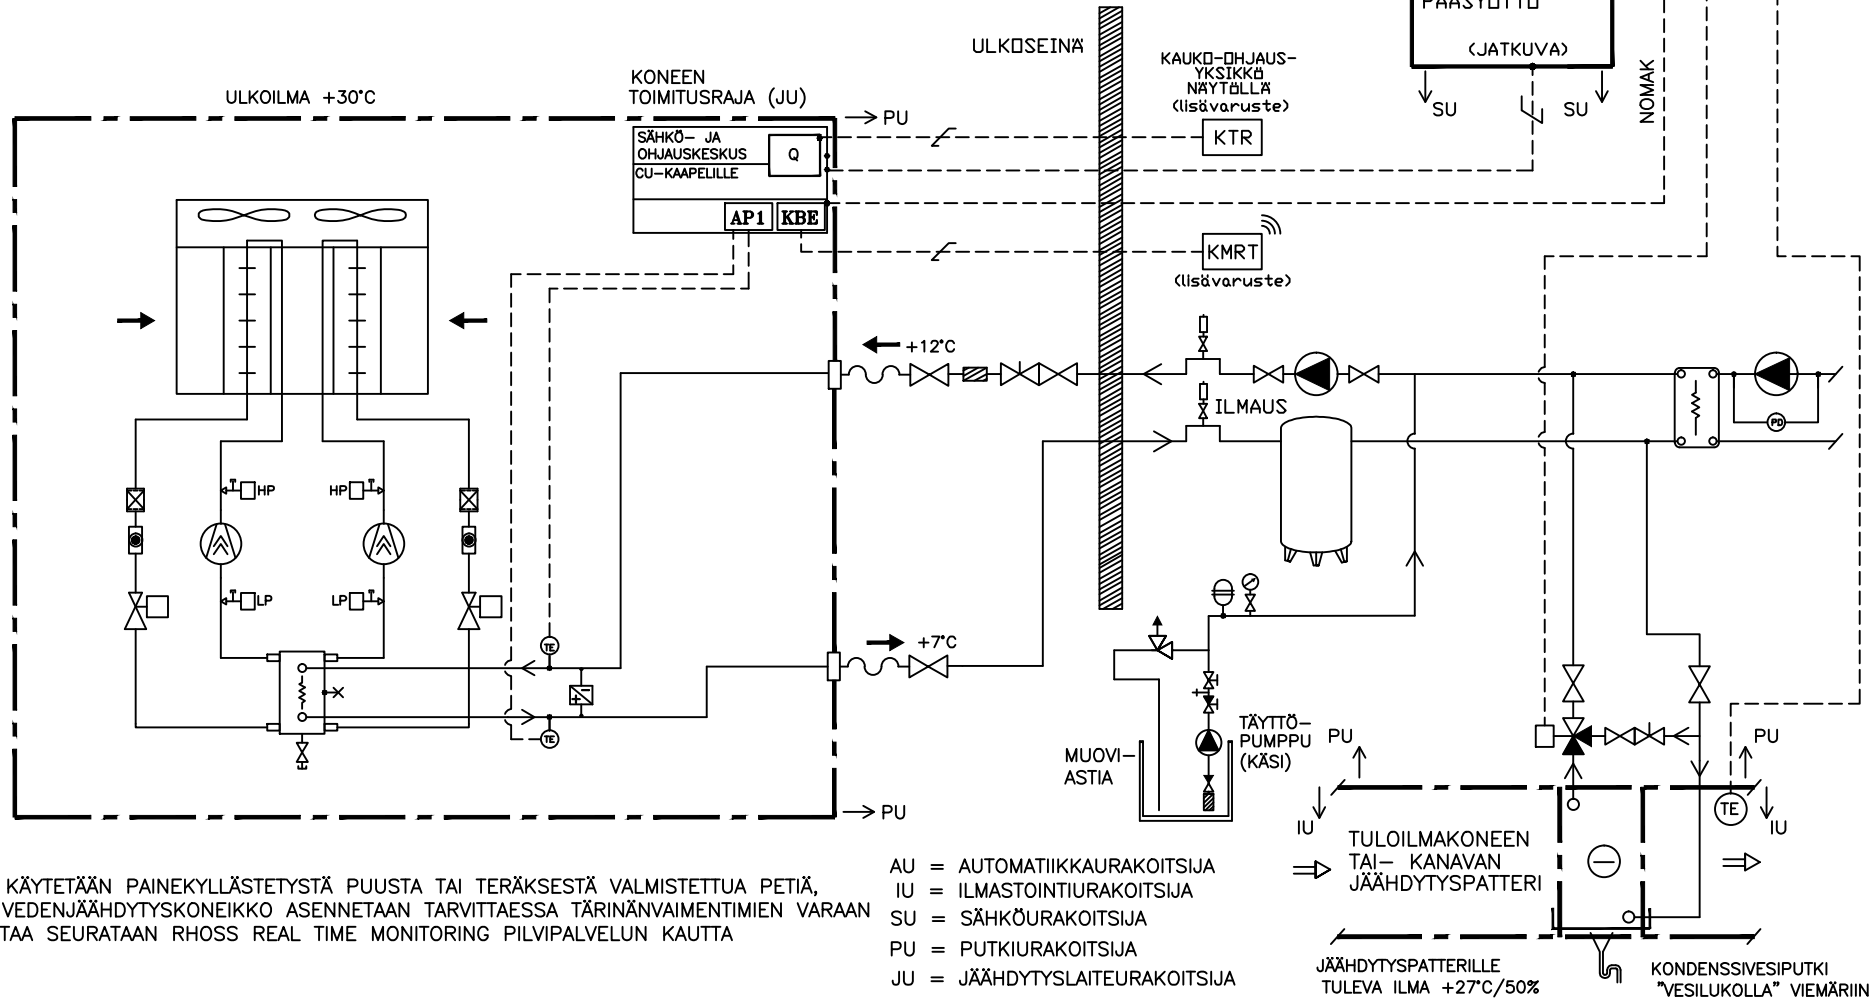 PÄÄSYÖTTÖ
(JATKUVA)
SU
SU
NOMAK
ULKOSEINÄ
KAUKO-OHJAUS-
YKSIKKÖ
NÄYTÖLLÄ
(lisävaruste)
KTR
KMRT
(lisävaruste)
ULKOILMA +30°C
KONEEN
TOIMITUSRAJA (JU)
PU
SÄHKÖ- JA
OHJAUSKESKUS
Q
CU-KAAPELILLE
AP1
KBE
+12°C
ILMAUS
PD
HP
HP
LP
LP
TE
TE
+7°C
PU
MUOVI-
ASTIA
TÄYTTÖ-
PUMPPU
(KÄSI)
PU
PU
IU
IU
TE
TULOILMAKONEEN
TAI- KANAVAN
JÄÄHDYTYSPATTERI
KÄYTETÄÄN PAINEKYLLÄSTETYSTÄ PUUSTA TAI TERÄKSESTÄ VALMISTETTUA PETIÄ,
VEDENJÄÄHDYTYSKONEIKKO ASENNETAAN TARVITTAESSA TÄRINÄNVAIMENTIMIEN VARAAN
TAA SEURATAAN RHOSS REAL TIME MONITORING PILVIPALVELUN KAUTTA
AU = AUTOMATIIKKAURAKOITSIJA
IU = ILMASTOINTIURAKOITSIJA
SU = SÄHKÖURAKOITSIJA
PU = PUTKIURAKOITSIJA
JU = JÄÄHDYTYSLAITEURAKOITSIJA
JÄÄHDYTYSPATTERILLE
TULEVA ILMA +27°C/50%
KONDENSSIVESIPUTKI
"VESILUKOLLA" VIEMÄRIIN